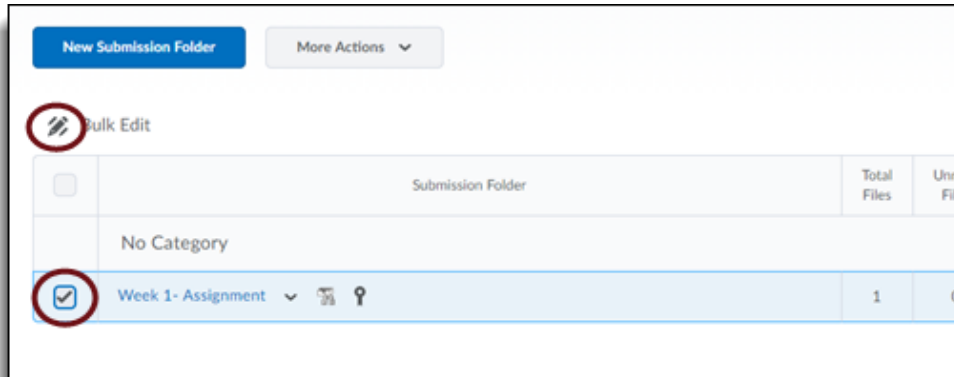 New Submission Folder
More Actions
Bulk Edit
Submission Folder
Total
Files
No Category
Week 1- Assignment
1